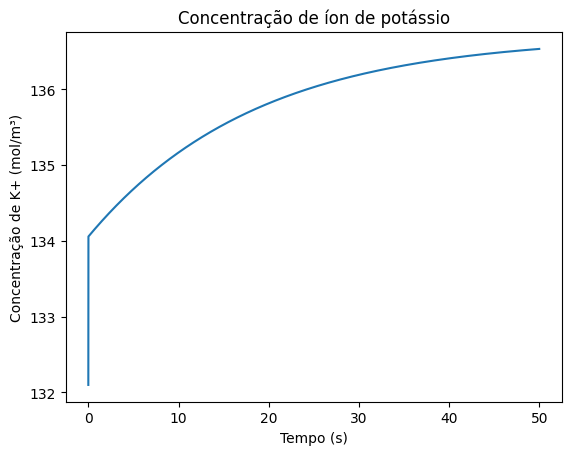 Concentração de íon de potássio
Concentração de K+ (mol/m³)
136
135
134
133
132
0 10 20 30 40 50
Tempo (s)